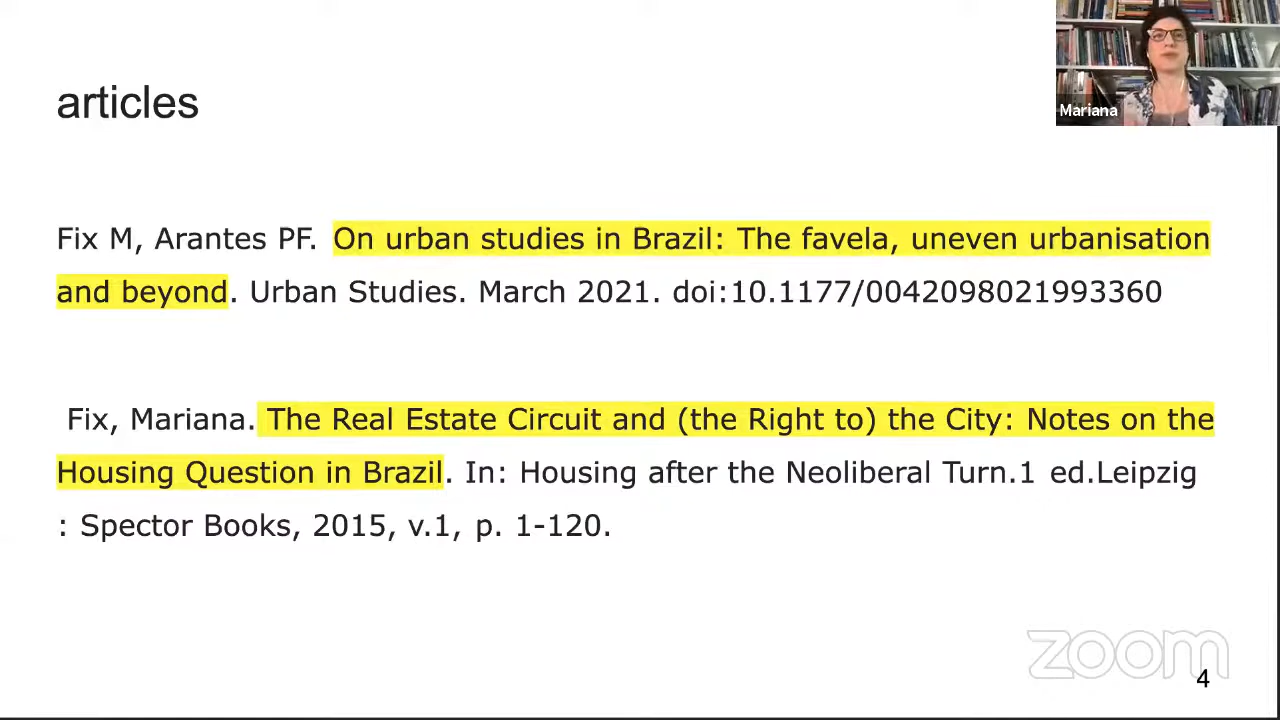 Mariana
articles
Fix M, Arantes PF. On urban studies in Brazil: The favela, uneven urbanisation
and beyond. Urban Studies. March 2021. doi:10.1177/0042098021993360
Fix, Mariana. The Real Estate Circuit and (the Right to) the City: Notes on the
Housing Question in Brazil. In: Housing after the Neoliberal Turn.1 ed.Leipzig
: Spector Books, 2015, v.1, p. 1-120.
zoom
4